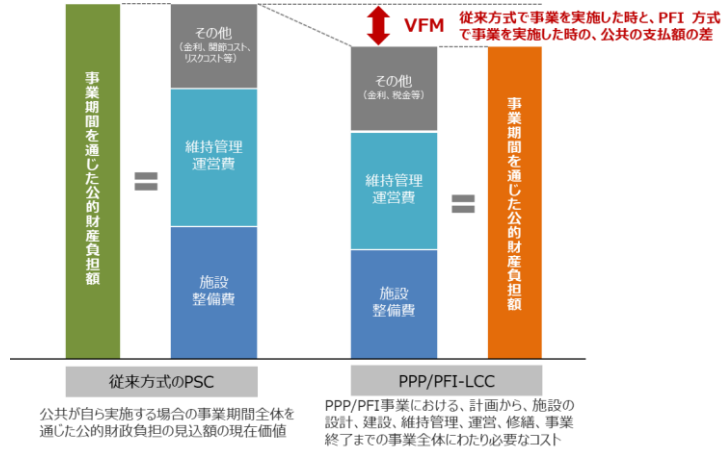 VFM
従来方式で事業を実施した時と、PFI 方式
で事業を実施した時の、公共の支払額の差
事業期間を通じた公的財産負担額
その他
（金利、関節コスト、
リスクコスト等）
維持管理
運営費
施設
整備費
その他
（金利、税金等）
維持管理
運営費
施設
整備費
事業期間を通じた公的財産負担額
従来方式のPSC
公共が自ら実施する場合の事業期間全体を
通じた公的財政負担の見込額の現在価値
PPP/PFI-LCC
PPP/PFI事業における、計画から、施設の
設計、建設、維持管理、運営、修繕、事業
終了までの事業全体にわたり必要なコスト